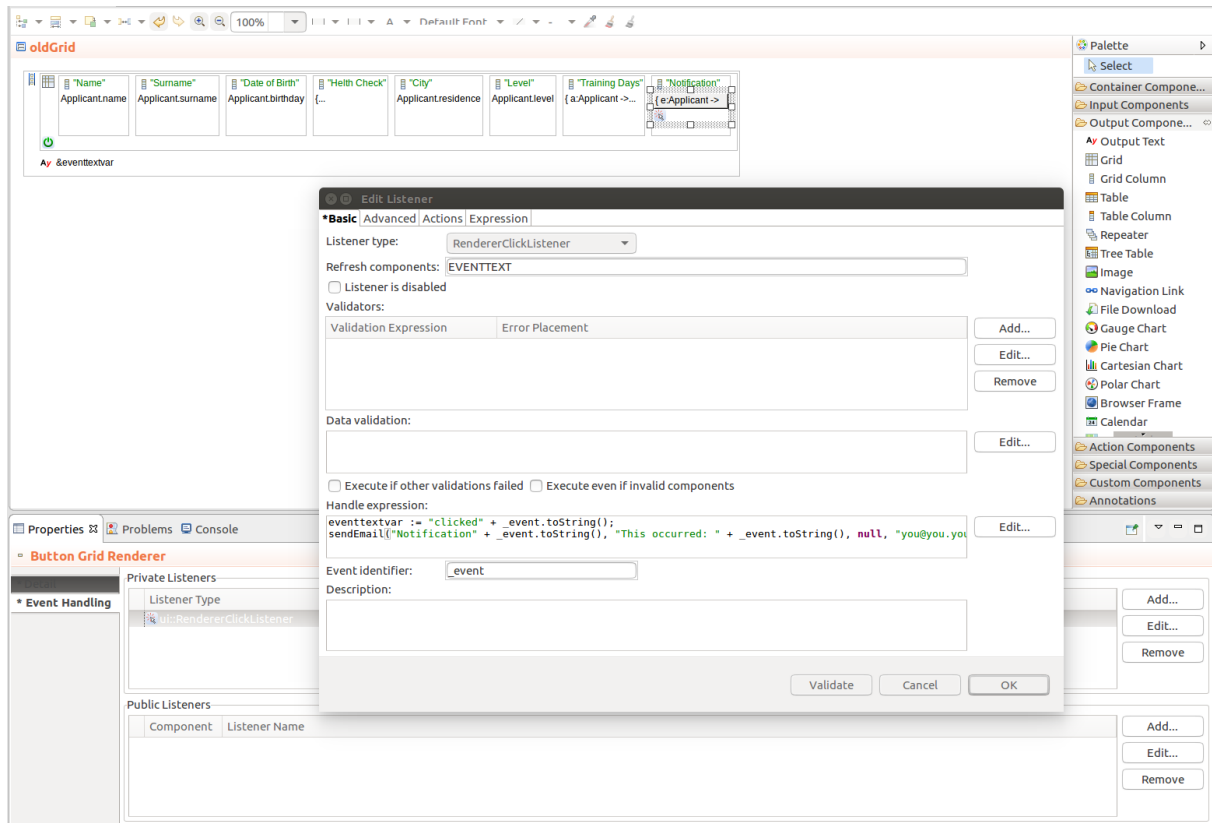 100%
A
Default Font
oldGrid
"Name"
Applicant.name
"Surname"
Applicant.surname
"Date of Birth"
Applicant.birthday
"Helth Check"
{...
"City"
Applicant.residence
"Level"
Applicant.level
"Training Days"
{ a:Applicant ->...
"Notification"
{ e:Applicant ->
Ay &eventtextvar
Palette
Select
Container Compone...
Input Components
Output Compone...
Ay Output Text
Grid
Grid Column
Table
Table Column
Repeater
Tree Table
Image
Navigation Link
File Download
Gauge Chart
Pie Chart
Cartesian Chart
Polar Chart
Browser Frame
Calendar
Action Components
Special Components
Custom Components
Annotations
Edit Listener
*Basic Advanced Actions Expression
Listener type: RendererClickListener
Refresh components: EVENTTEXT
Listener is disabled
Validators:
Validation Expression Error Placement
Add...
Edit...
Remove
Data validation:
Edit...
Execute if other validations failed Execute even if invalid components
Handle expression:
eventtextvar := "clicked" + _event.toString();
sendEmail("Notification" + _event.toString(), "This occurred: " + _event.toString(), null, "you@you.you
Edit...
Event identifier: _event
Description:
Validate Cancel OK
Properties Problems Console
Button Grid Renderer
* Event Handling
Private Listeners
Listener Type
ui::RendererClickListener
Add...
Edit...
Remove
Public Listeners
Component Listener Name
Add...
Edit...
Remove